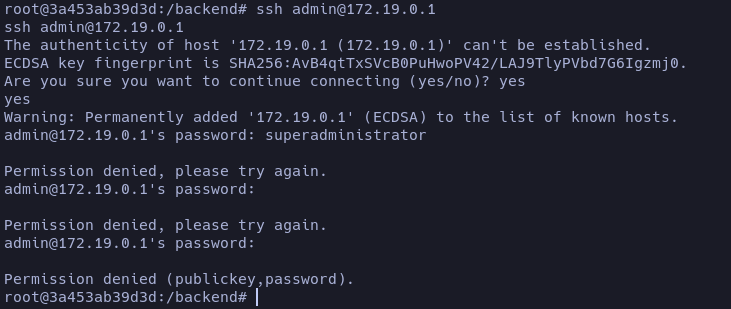 root@3a453ab39d3d:/backend# ssh admin@172.19.0.1
ssh admin@172.19.0.1
The authenticity of host '172.19.0.1 (172.19.0.1)' can't be established.
ECDSA key fingerprint is SHA256:AvB4qtTxSVcB0PuHwoPV42/LAJ9TlyPVbd7G6Igzmj0.
Are you sure you want to continue connecting (yes/no)? yes
yes
Warning: Permanently added '172.19.0.1' (ECDSA) to the list of known hosts.
admin@172.19.0.1's password: superadministrator
Permission denied, please try again.
admin@172.19.0.1's password:
Permission denied, please try again.
admin@172.19.0.1's password:
Permission denied (publickey,password).
root@3a453ab39d3d:/backend#